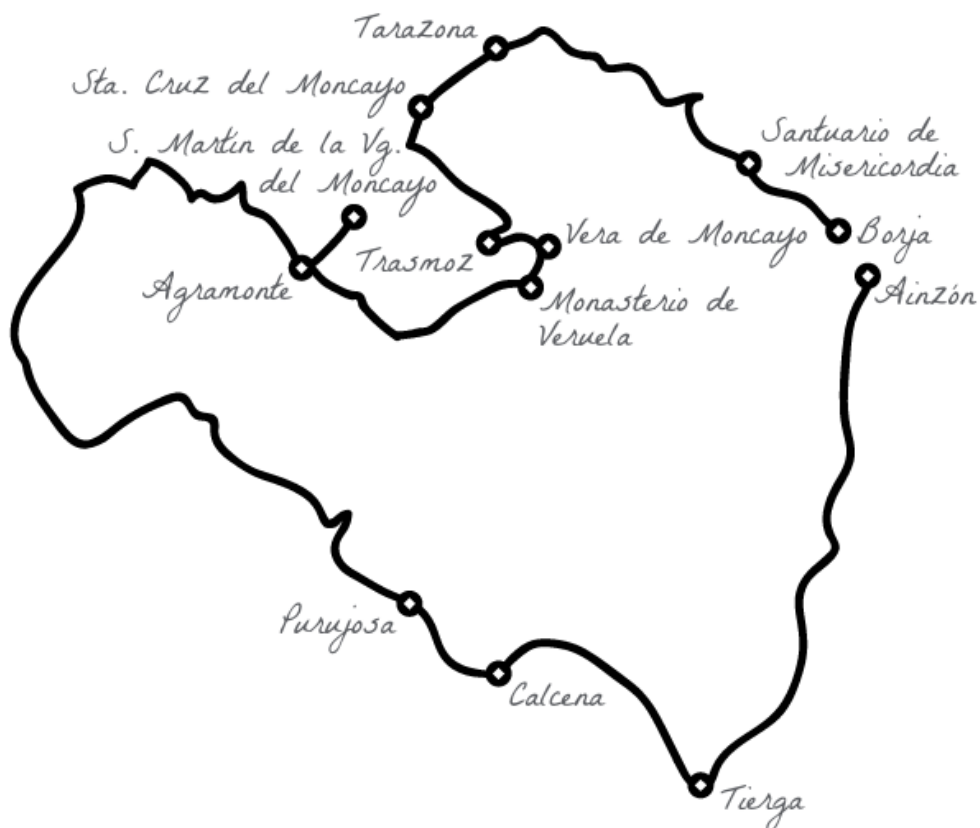 Tarazona
Sta. Cruz del Moncayo
S. Martin de la Vg.
del Moncayo
Santuario de
Misericordia
Trasmoz
Vera de Moncayo
Borja
Agramonte
Monasterio de
Veruela
Ainzón
Purujosa
Calcena
Tierga